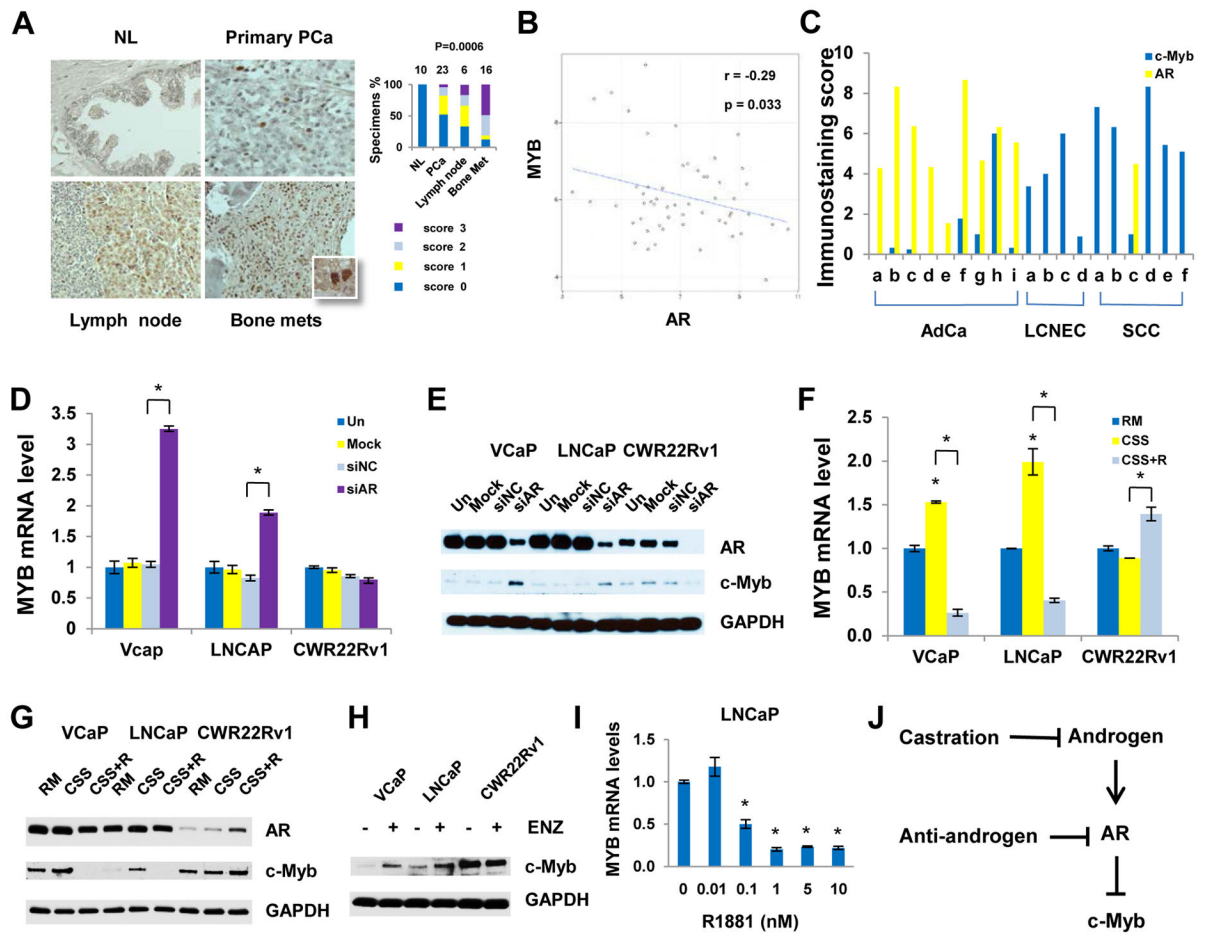 A
NL
Primary PCa
Lymph node
Bone mets
P=0.0006
10 23 6 16
Specimens %
100
50
0
NL
PCa
Lymph node
Bone Met
score 3
score 2
score 1
score 0
B
r = -0.29
p = 0.033
MYB
8
6
4
3 5 7 9 11
AR
C
Immunostaining score
10
8
6
4
2
0
c-Myb
AR
a b c d e f g h i a b c d a b c d e f
AdCa LCNEC SCC
D
MYB mRNA level
3.5
3
2.5
2
1.5
1
0.5
0
* *
Un
Mock
siNC
siAR
Vcap LNCAP CWR22Rv1
E
VCaP LNCaP CWR22Rv1
Un Mock siNC siAR Un Mock siNC siAR Un Mock siNC siAR
AR
c-Myb
GAPDH
F
MYB mRNA level
2.5
2.0
1.5
1.0
0.5
0.0
* * * * *
RM
CSS
CSS+R
VCaP LNCaP CWR22Rv1
G
VCaP LNCaP CWR22Rv1
RM CSS CSS+R RM CSS CSS+R RM CSS CSS+R
AR
c-Myb
GAPDH
H
VCaP LNCaP CWR22Rv1
- + - + - + ENZ
c-Myb
GAPDH
I
LNCaP
MYB mRNA levels
1.5
1.0
0.5
0.0
* * * *
0 0.01 0.1 1 5 10
R1881 (nM)
J
Castration Androgen
Anti-androgen AR
c-Myb